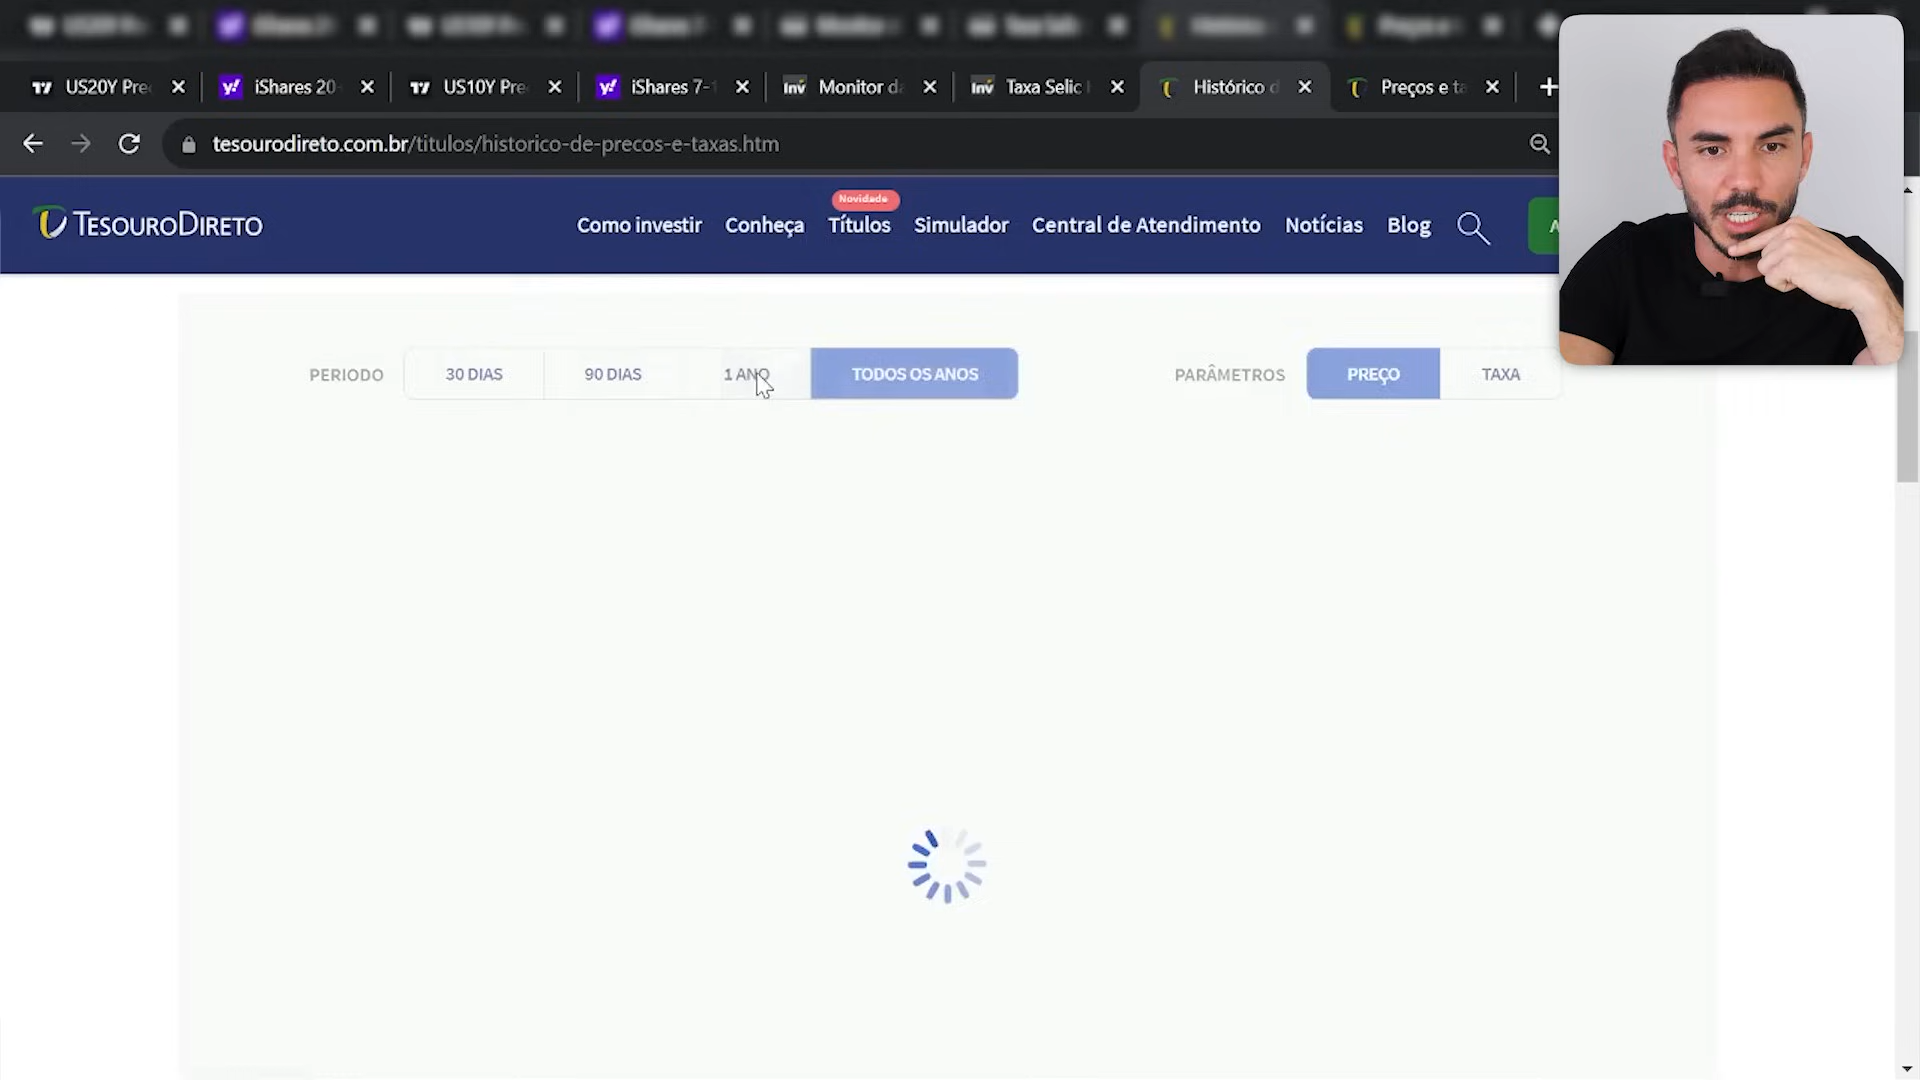 US20Y Pre
iShares 20
US10Y Pre
iShares 7-1
Monitor da
Taxa Selic
Histórico d
Preços e ta
tesourodireto.com.br/titulos/historico-de-precos-e-taxas.htm
TESOURODIRETO
Como investir
Conheça
Novidade
Títulos
Simulador
Central de Atendimento
Notícias
Blog
A
PERIODO
30 DIAS
90 DIAS
1 ANO
TODOS OS ANOS
PARÂMETROS
PREÇO
TAXA